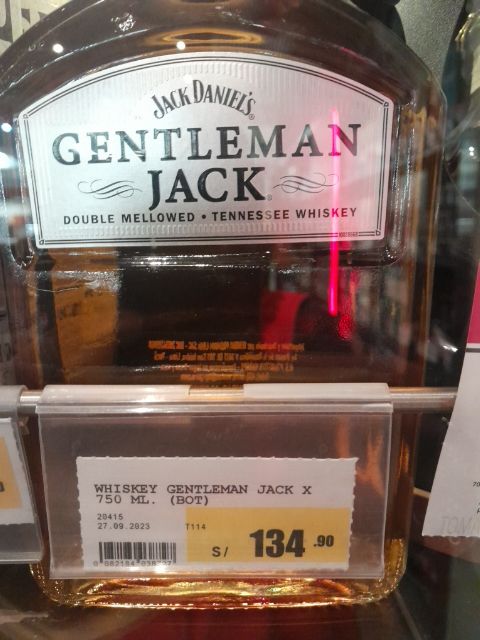 JACK DANIEL'S
GENTLEMAN
JACK
DOUBLE MELLOWED • TENNESSEE WHISKEY
WHISKEY GENTLEMAN JACK X
750 ML. (BOT)
20415
27.09.2023 T114
S/ 134.90